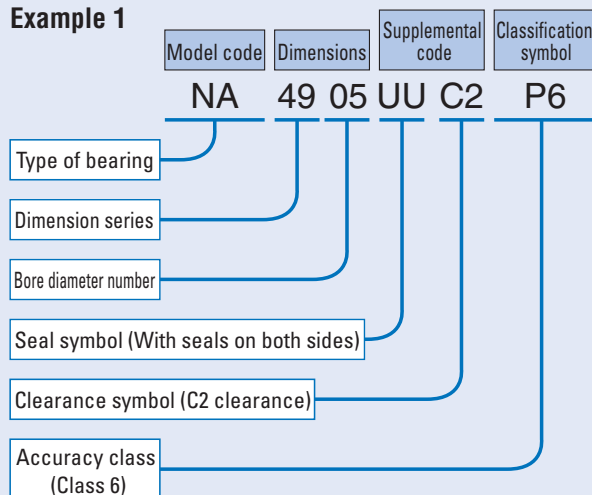 Example 1
Model code
Dimensions
Supplemental
code
Classification
symbol
NA 49 05 UU C2 P6
Type of bearing
Dimension series
Bore diameter number
Seal symbol (With seals on both sides)
Clearance symbol (C2 clearance)
Accuracy class
(Class 6)